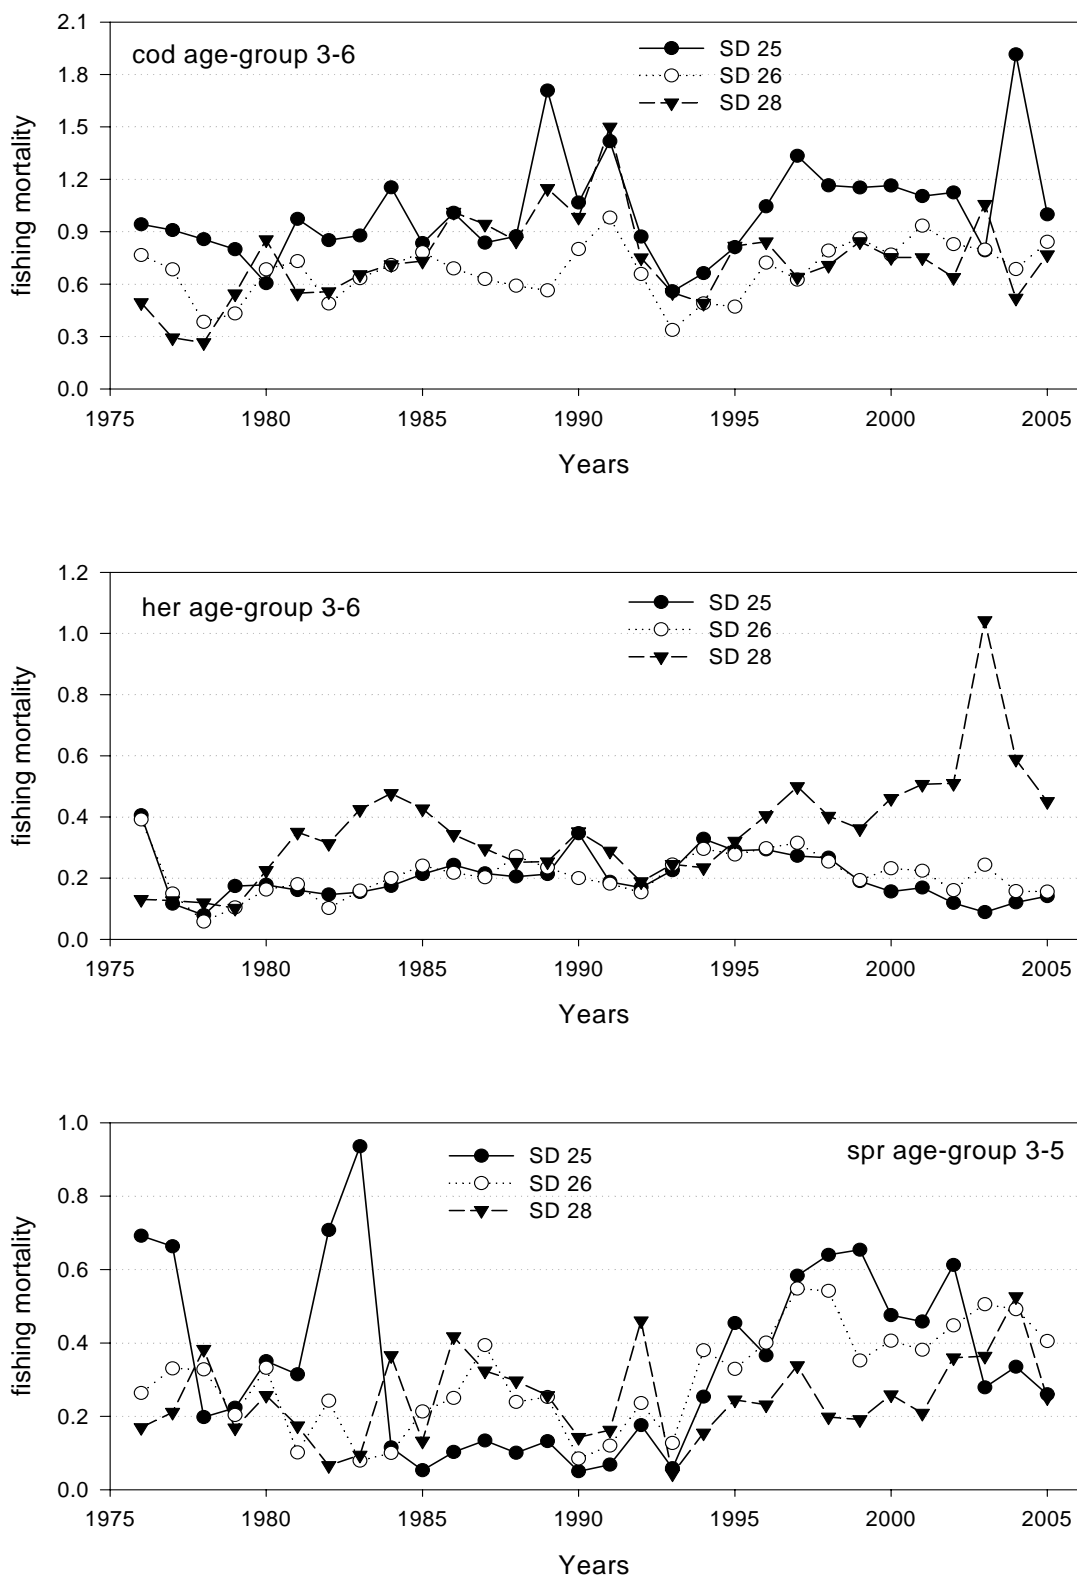 2.1
cod age-group 3-6
SD 25
SD 26
SD 28
1.8
1.5
1.2
0.9
0.6
0.3
0.0
fishing mortality
1975 1980 1985 1990 1995 2000 2005
Years
1.2
her age-group 3-6
SD 25
SD 26
SD 28
1.0
0.8
0.6
0.4
0.2
0.0
fishing mortality
1975 1980 1985 1990 1995 2000 2005
Years
1.0
SD 25
SD 26
SD 28
spr age-group 3-5
0.8
0.6
0.4
0.2
0.0
fishing mortality
1975 1980 1985 1990 1995 2000 2005
Years